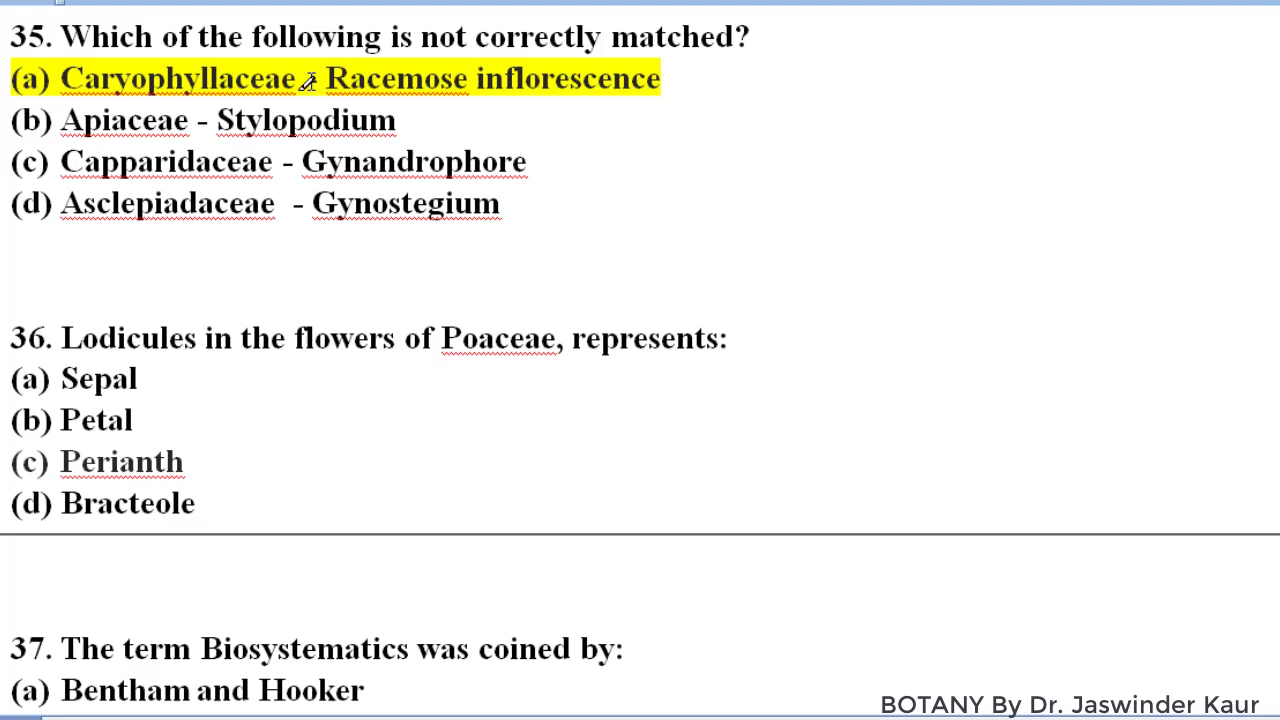 35. Which of the following is not correctly matched?
(a) Caryophyllaceae - Racemose inflorescence
(b) Apiaceae - Stylopodium
(c) Capparidaceae - Gynandrophore
(d) Asclepiadaceae - Gynostegium
36. Lodicules in the flowers of Poaceae, represents:
(a) Sepal
(b) Petal
(c) Perianth
(d) Bracteole
37. The term Biosystematics was coined by:
(a) Bentham and Hooker
BOTANY By Dr. Jaswinder Kaur